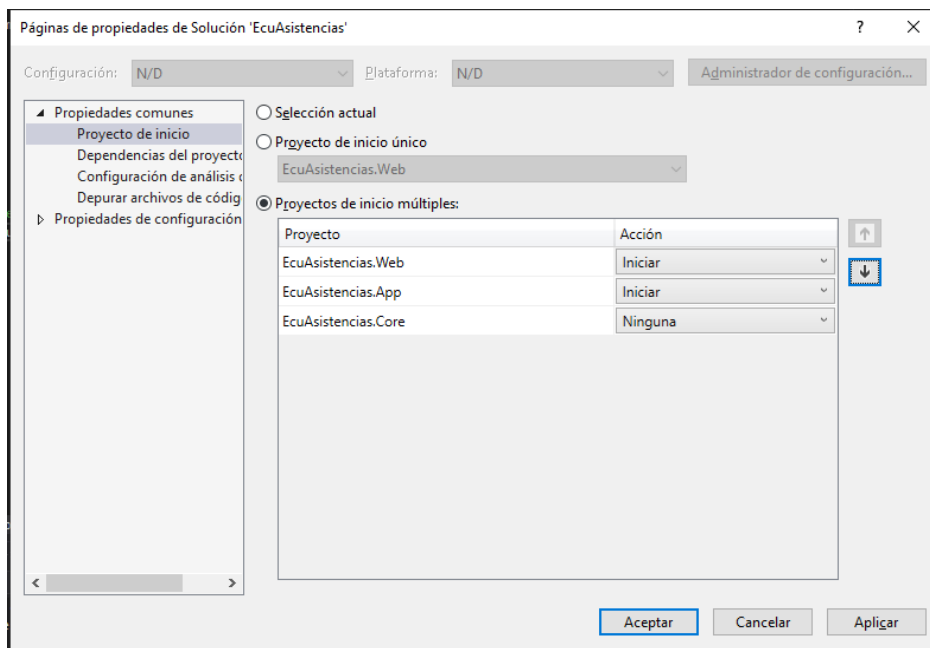 Páginas de propiedades de Solución 'EcuAsistencias' ? ×
Configuración: N/D Plataforma: N/D Administrador de configuración...
Propiedades comunes
Proyecto de inicio
Dependencias del proyecto
Configuración de análisis
Depurar archivos de códig
Propiedades de configuración
Selección actual
Proyecto de inicio único
EcuAsistencias.Web
Proyectos de inicio múltiples:
Proyecto Acción
EcuAsistencias.Web Iniciar
EcuAsistencias.App Iniciar
EcuAsistencias.Core Ninguna
Aceptar Cancelar Aplicar